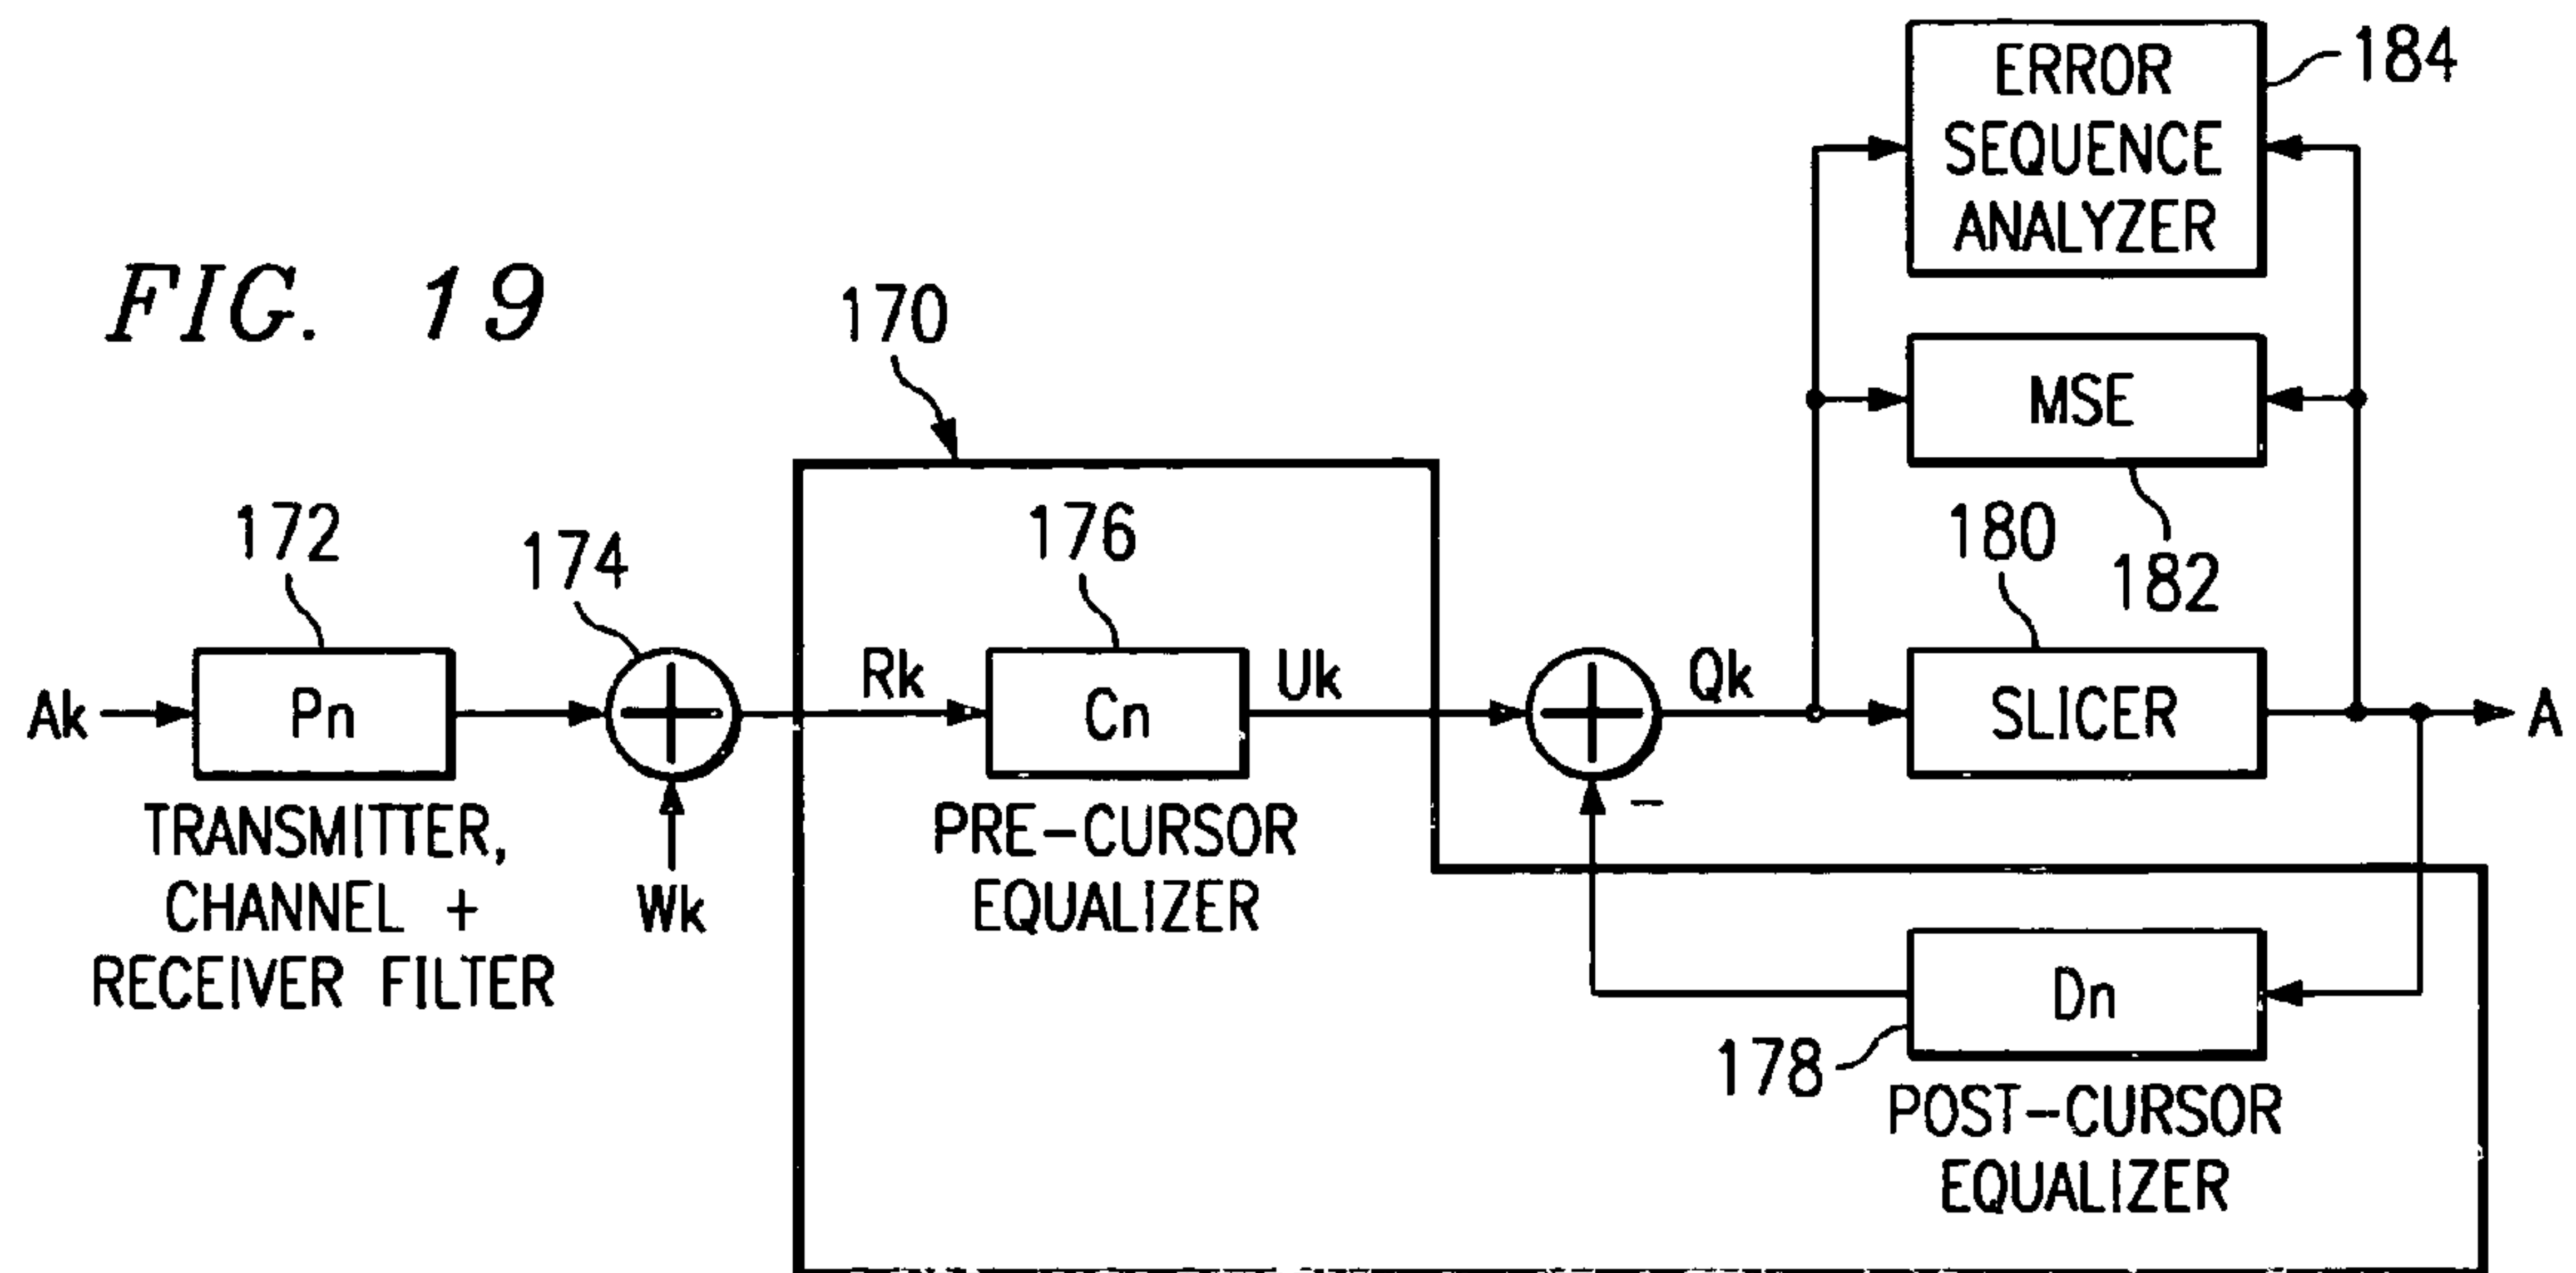 FIG. 19
ERROR
SEQUENCE
ANALYZER
184
170
MSE
182
172
174
176
180
Ak
Pn
Rk
Cn
Uk
Qk
SLICER
A
TRANSMITTER,
CHANNEL +
RECEIVER FILTER
Wk
PRE-CURSOR
EQUALIZER
-
Dn
178
POST-CURSOR
EQUALIZER